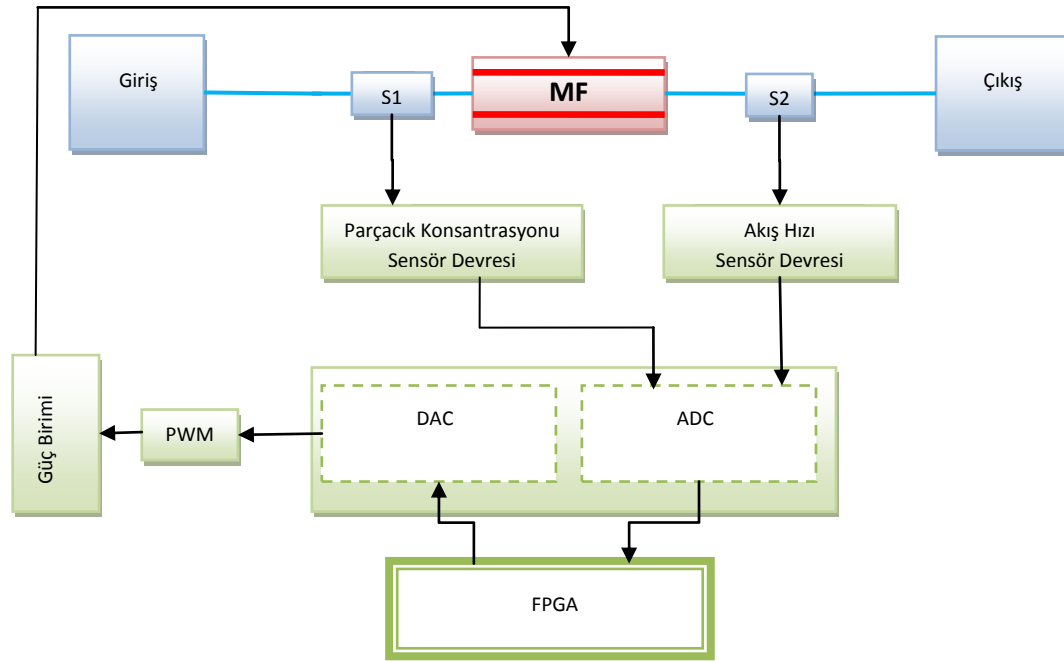 Giriş
S1
MF
S2
Çıkış
Parçacık Konsantrasyonu
Sensör Devresi
Akış Hızı
Sensör Devresi
Güç Birimi
PWM
DAC
ADC
FPGA